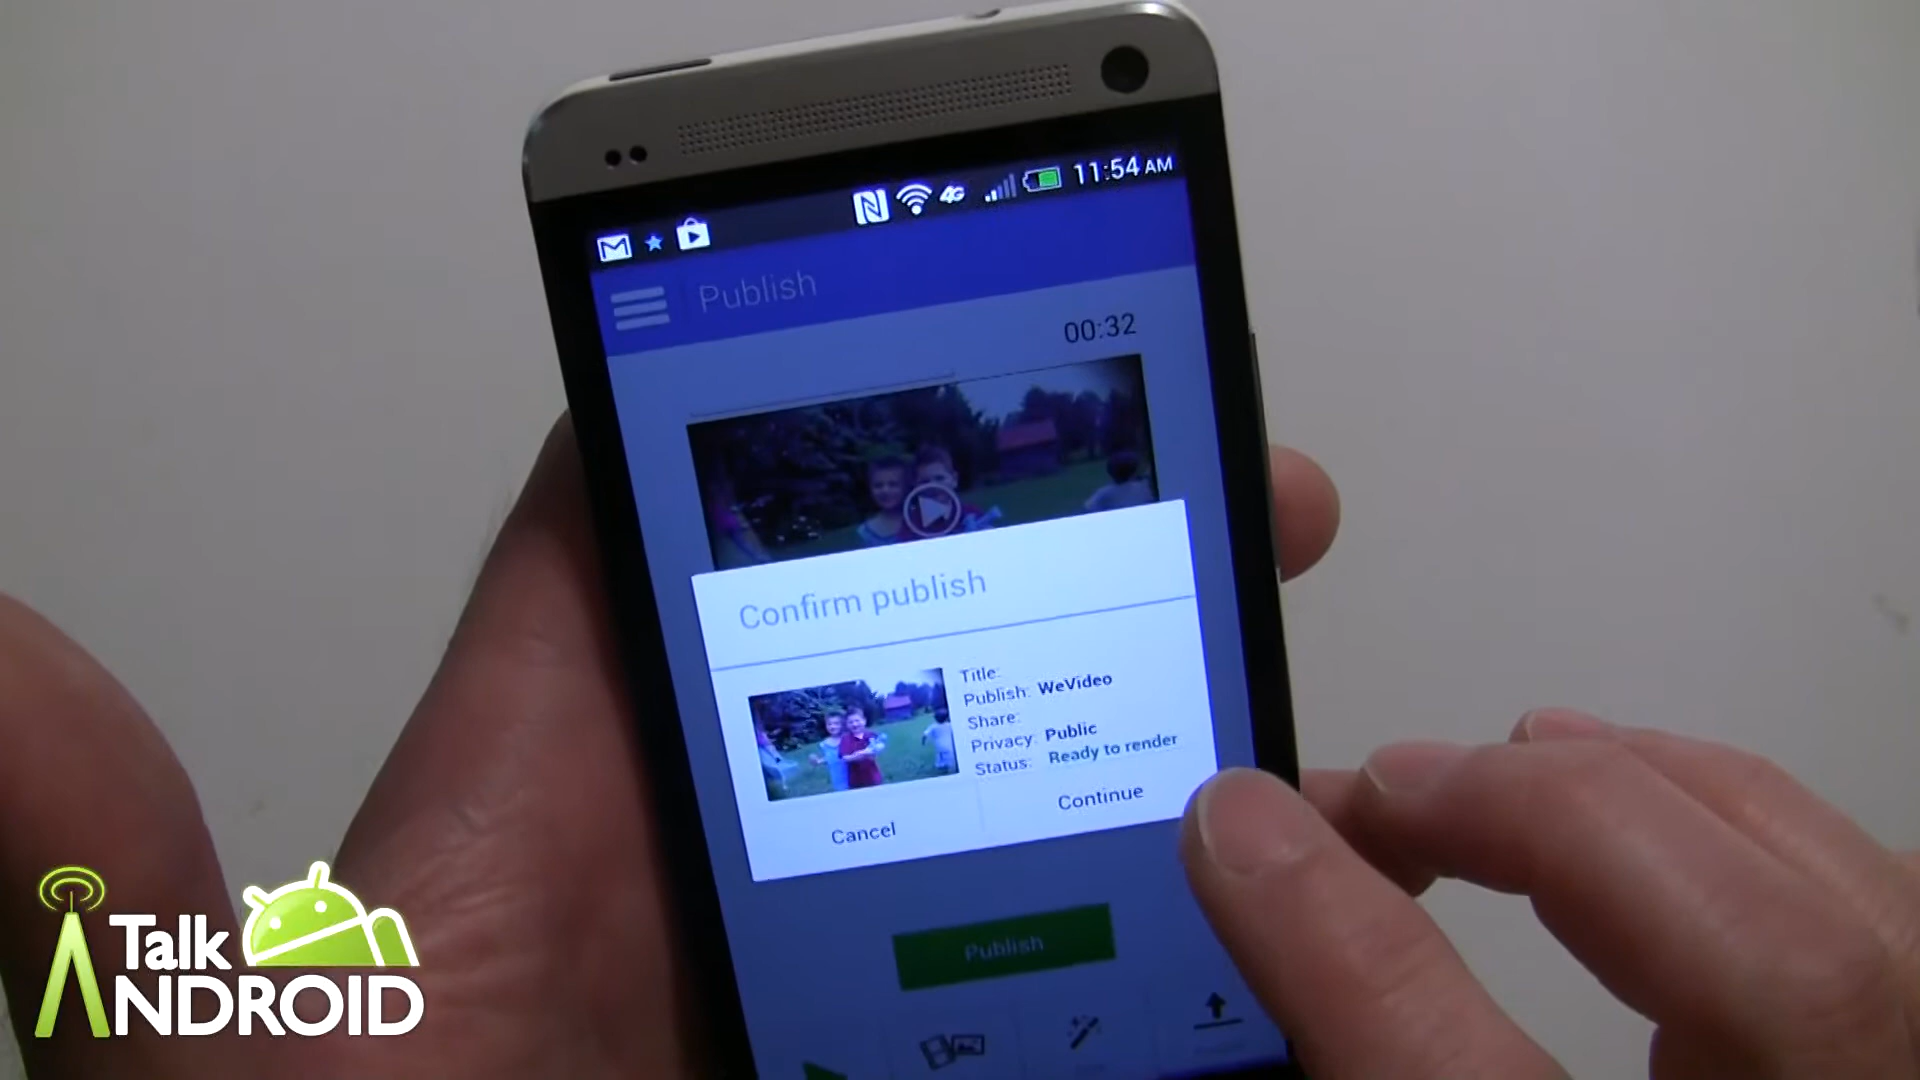 4G 11:54 AM
Publish
00:32
Confirm publish
Title:
Publish: WeVideo
Share:
Privacy: Public
Status: Ready to render
Cancel
Continue
Publish
Talk
ANDROID